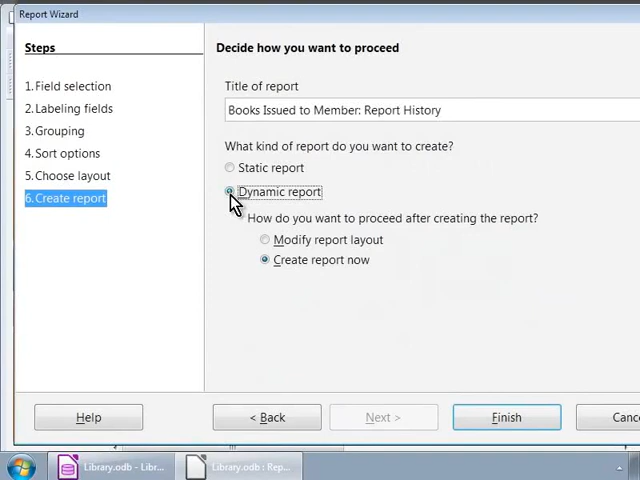 Report Wizard
Steps
1.Field selection
2.Labeling fields
3.Grouping
4.Sort options
5.Choose layout
6.Create report
Decide how you want to proceed
Title of report
Books Issued to Member: Report History
What kind of report do you want to create?
Static report
Dynamic report
How do you want to proceed after creating the report?
Modify report layout
Create report now
Help
< Back
Next >
Finish
Canc
Library.odb - Libr...
Library.odb : Rep...